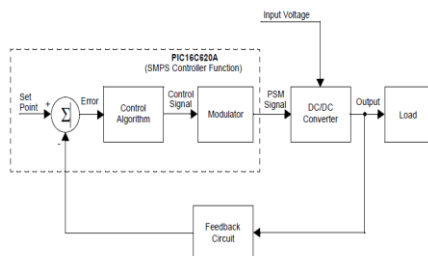 Input Voltage
PIC16C620A
(SMPS Controller Function)
Set
Point
+
Σ
-
Error
Control
Algorithm
Control
Signal
Modulator
PSM
Signal
DC/DC
Converter
Output
Load
Feedback
Circuit